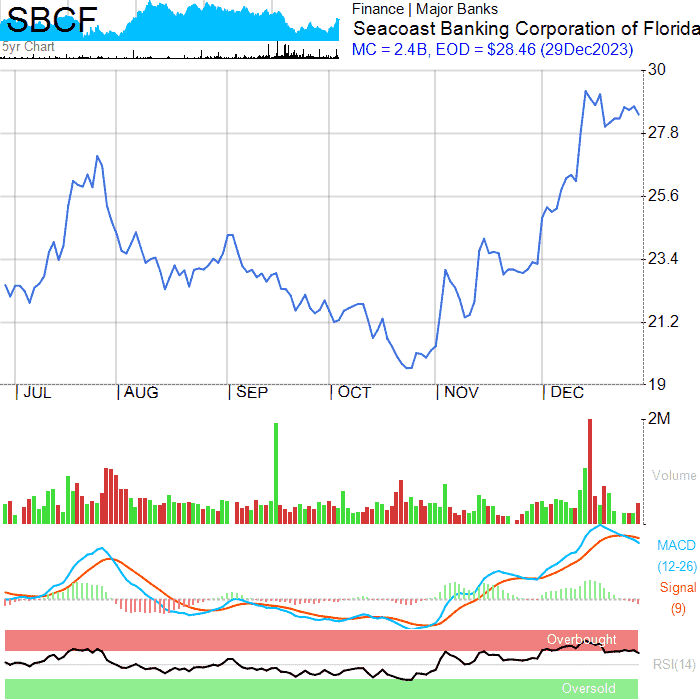 SBCF
5yr Chart
Finance | Major Banks
Seacoast Banking Corporation of Florida
MC = 2.4B, EOD = $28.46 (29Dec2023)
30
27.8
25.6
23.4
21.2
19
| JUL | AUG | SEP | OCT | NOV | DEC
2M
Volume
MACD
(12-26)
Signal
(9)
Overbought
RSI(14)
Oversold